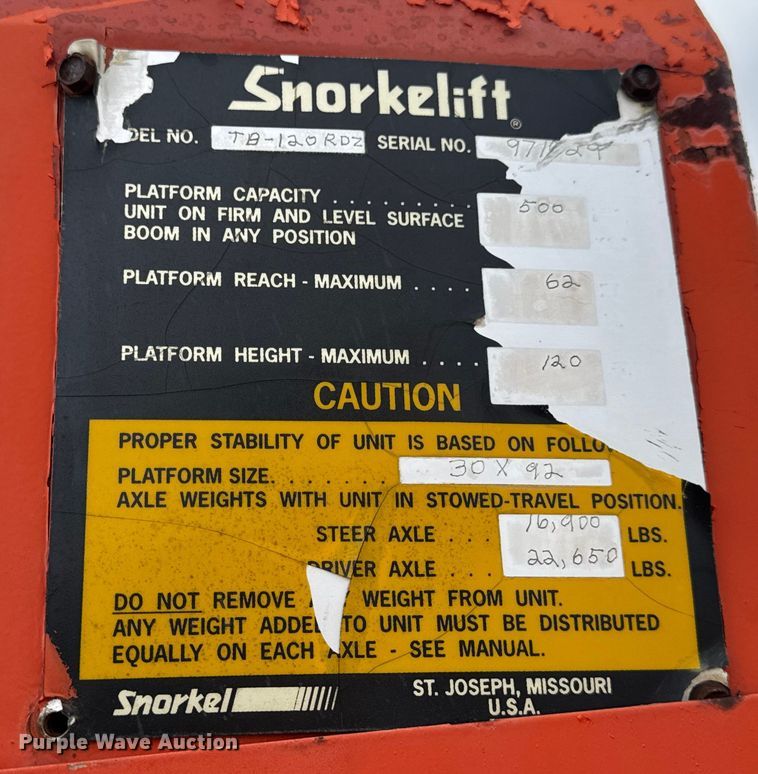 Snorkelift®
DEL NO. TB-120RDZ SERIAL NO.
PLATFORM CAPACITY . . . . . . . . . 500
UNIT ON FIRM AND LEVEL SURFACE
BOOM IN ANY POSITION
PLATFORM REACH - MAXIMUM . . . . 62
PLATFORM HEIGHT - MAXIMUM . . . . 120
CAUTION
PROPER STABILITY OF UNIT IS BASED ON FOLLO
PLATFORM SIZE. . . . . . . . . 30 X 92
AXLE WEIGHTS WITH UNIT IN STOWED-TRAVEL POSITION.
STEER AXLE . . . 16,900 LBS.
DRIVER AXLE . . . 22,650 LBS.
DO NOT REMOVE WEIGHT FROM UNIT.
ANY WEIGHT ADDED TO UNIT MUST BE DISTRIBUTED
EQUALLY ON EACH AXLE - SEE MANUAL.
Snorkel ST. JOSEPH, MISSOURI
U.S.A.
Purple Wave Auction